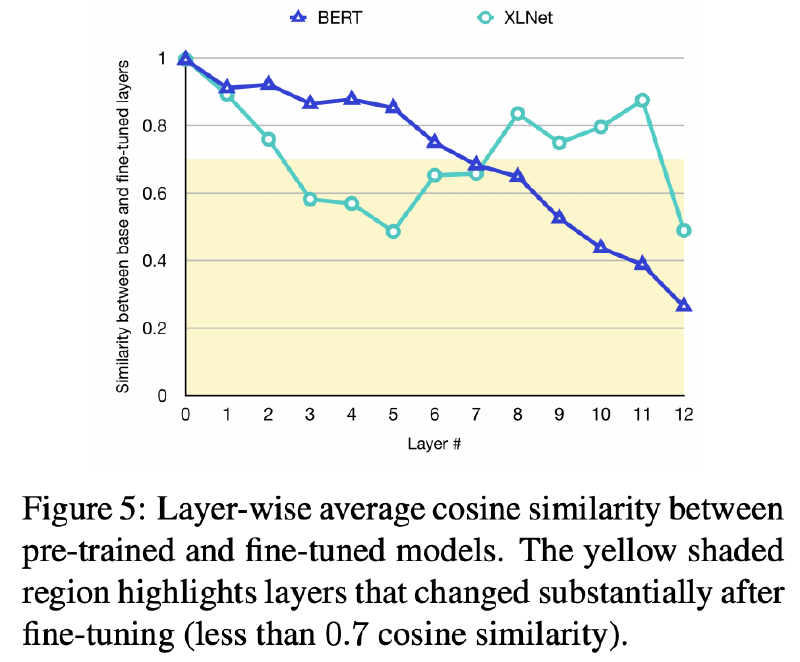 BERT
XLNet
Similarity between base and fine-tuned layers
1
0.8
0.6
0.4
0.2
0
0 1 2 3 4 5 6 7 8 9 10 11 12
Layer #
Figure 5: Layer-wise average cosine similarity between
pre-trained and fine-tuned models. The yellow shaded
region highlights layers that changed substantially after
fine-tuning (less than 0.7 cosine similarity).